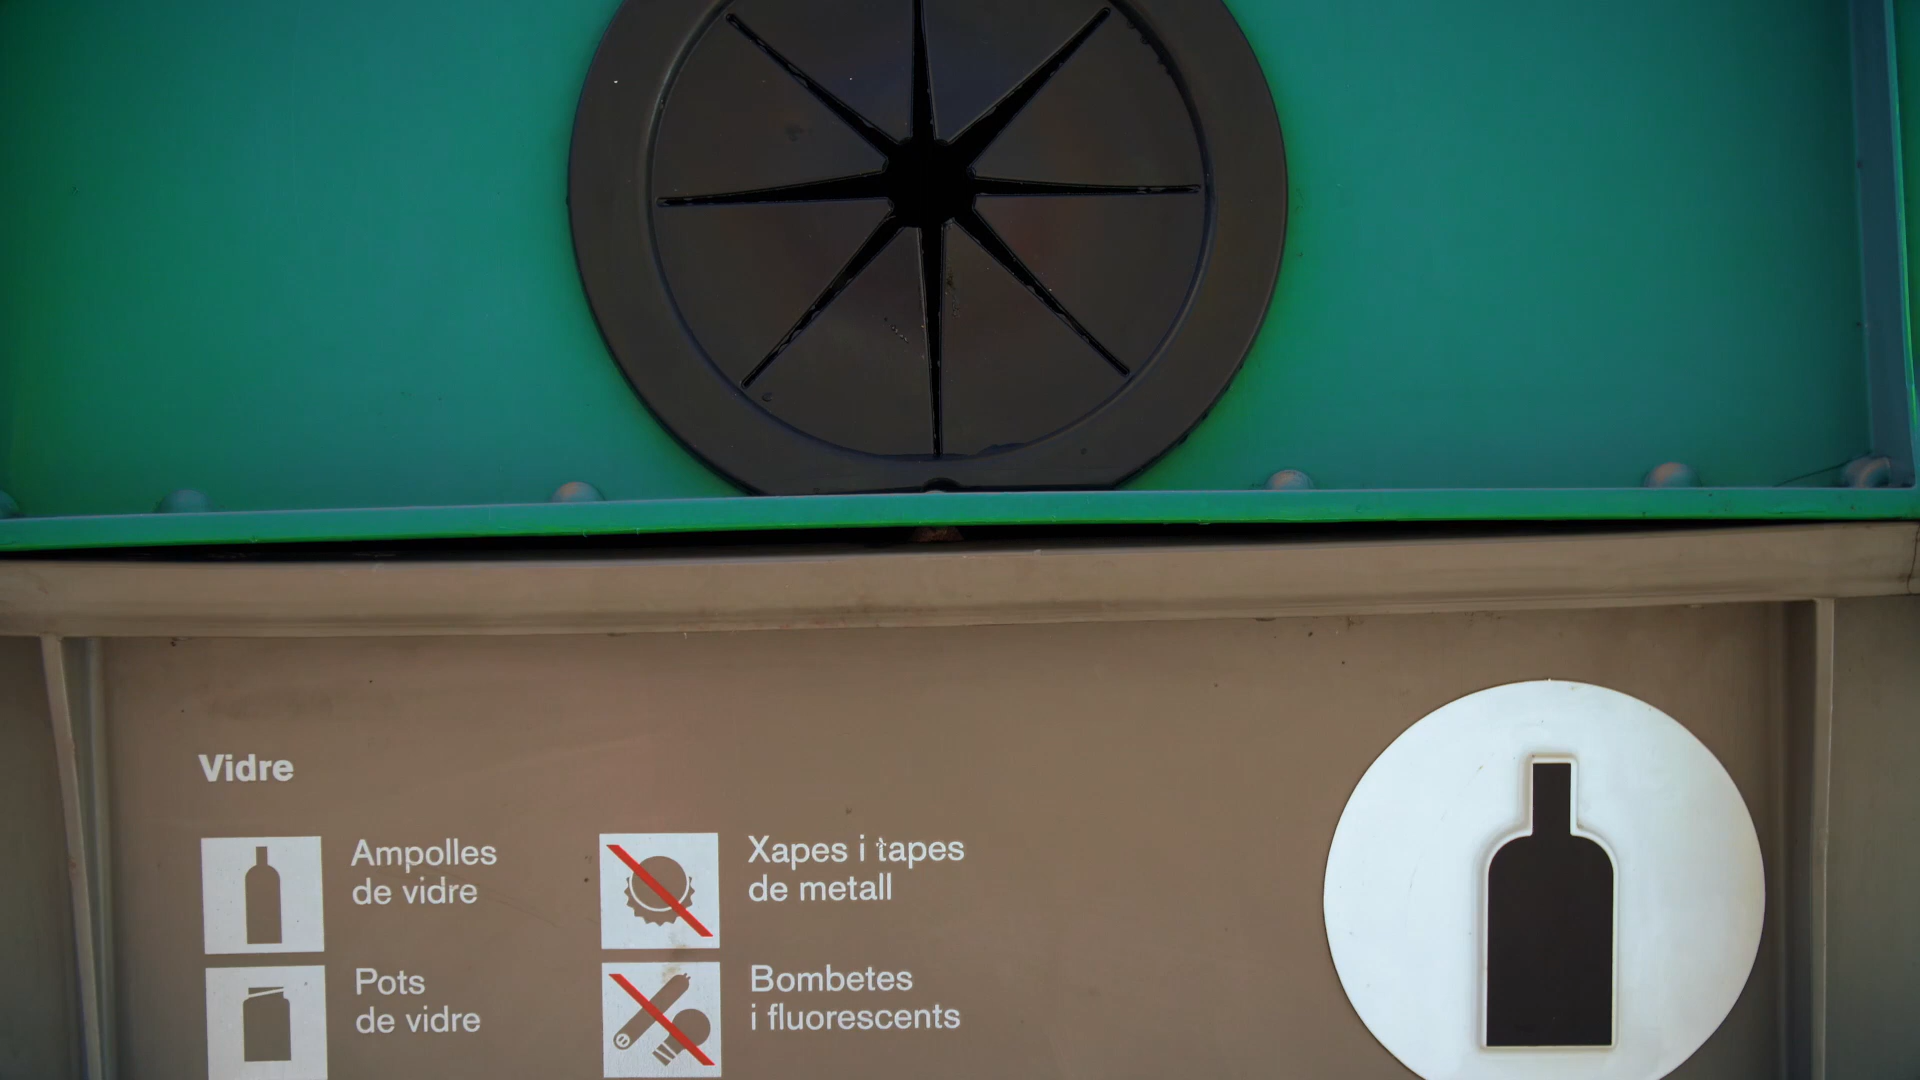 Vidre
Ampolles
de vidre
Pots
de vidre
Xapes i tapes
de metall
Bombetes
i fluorescents